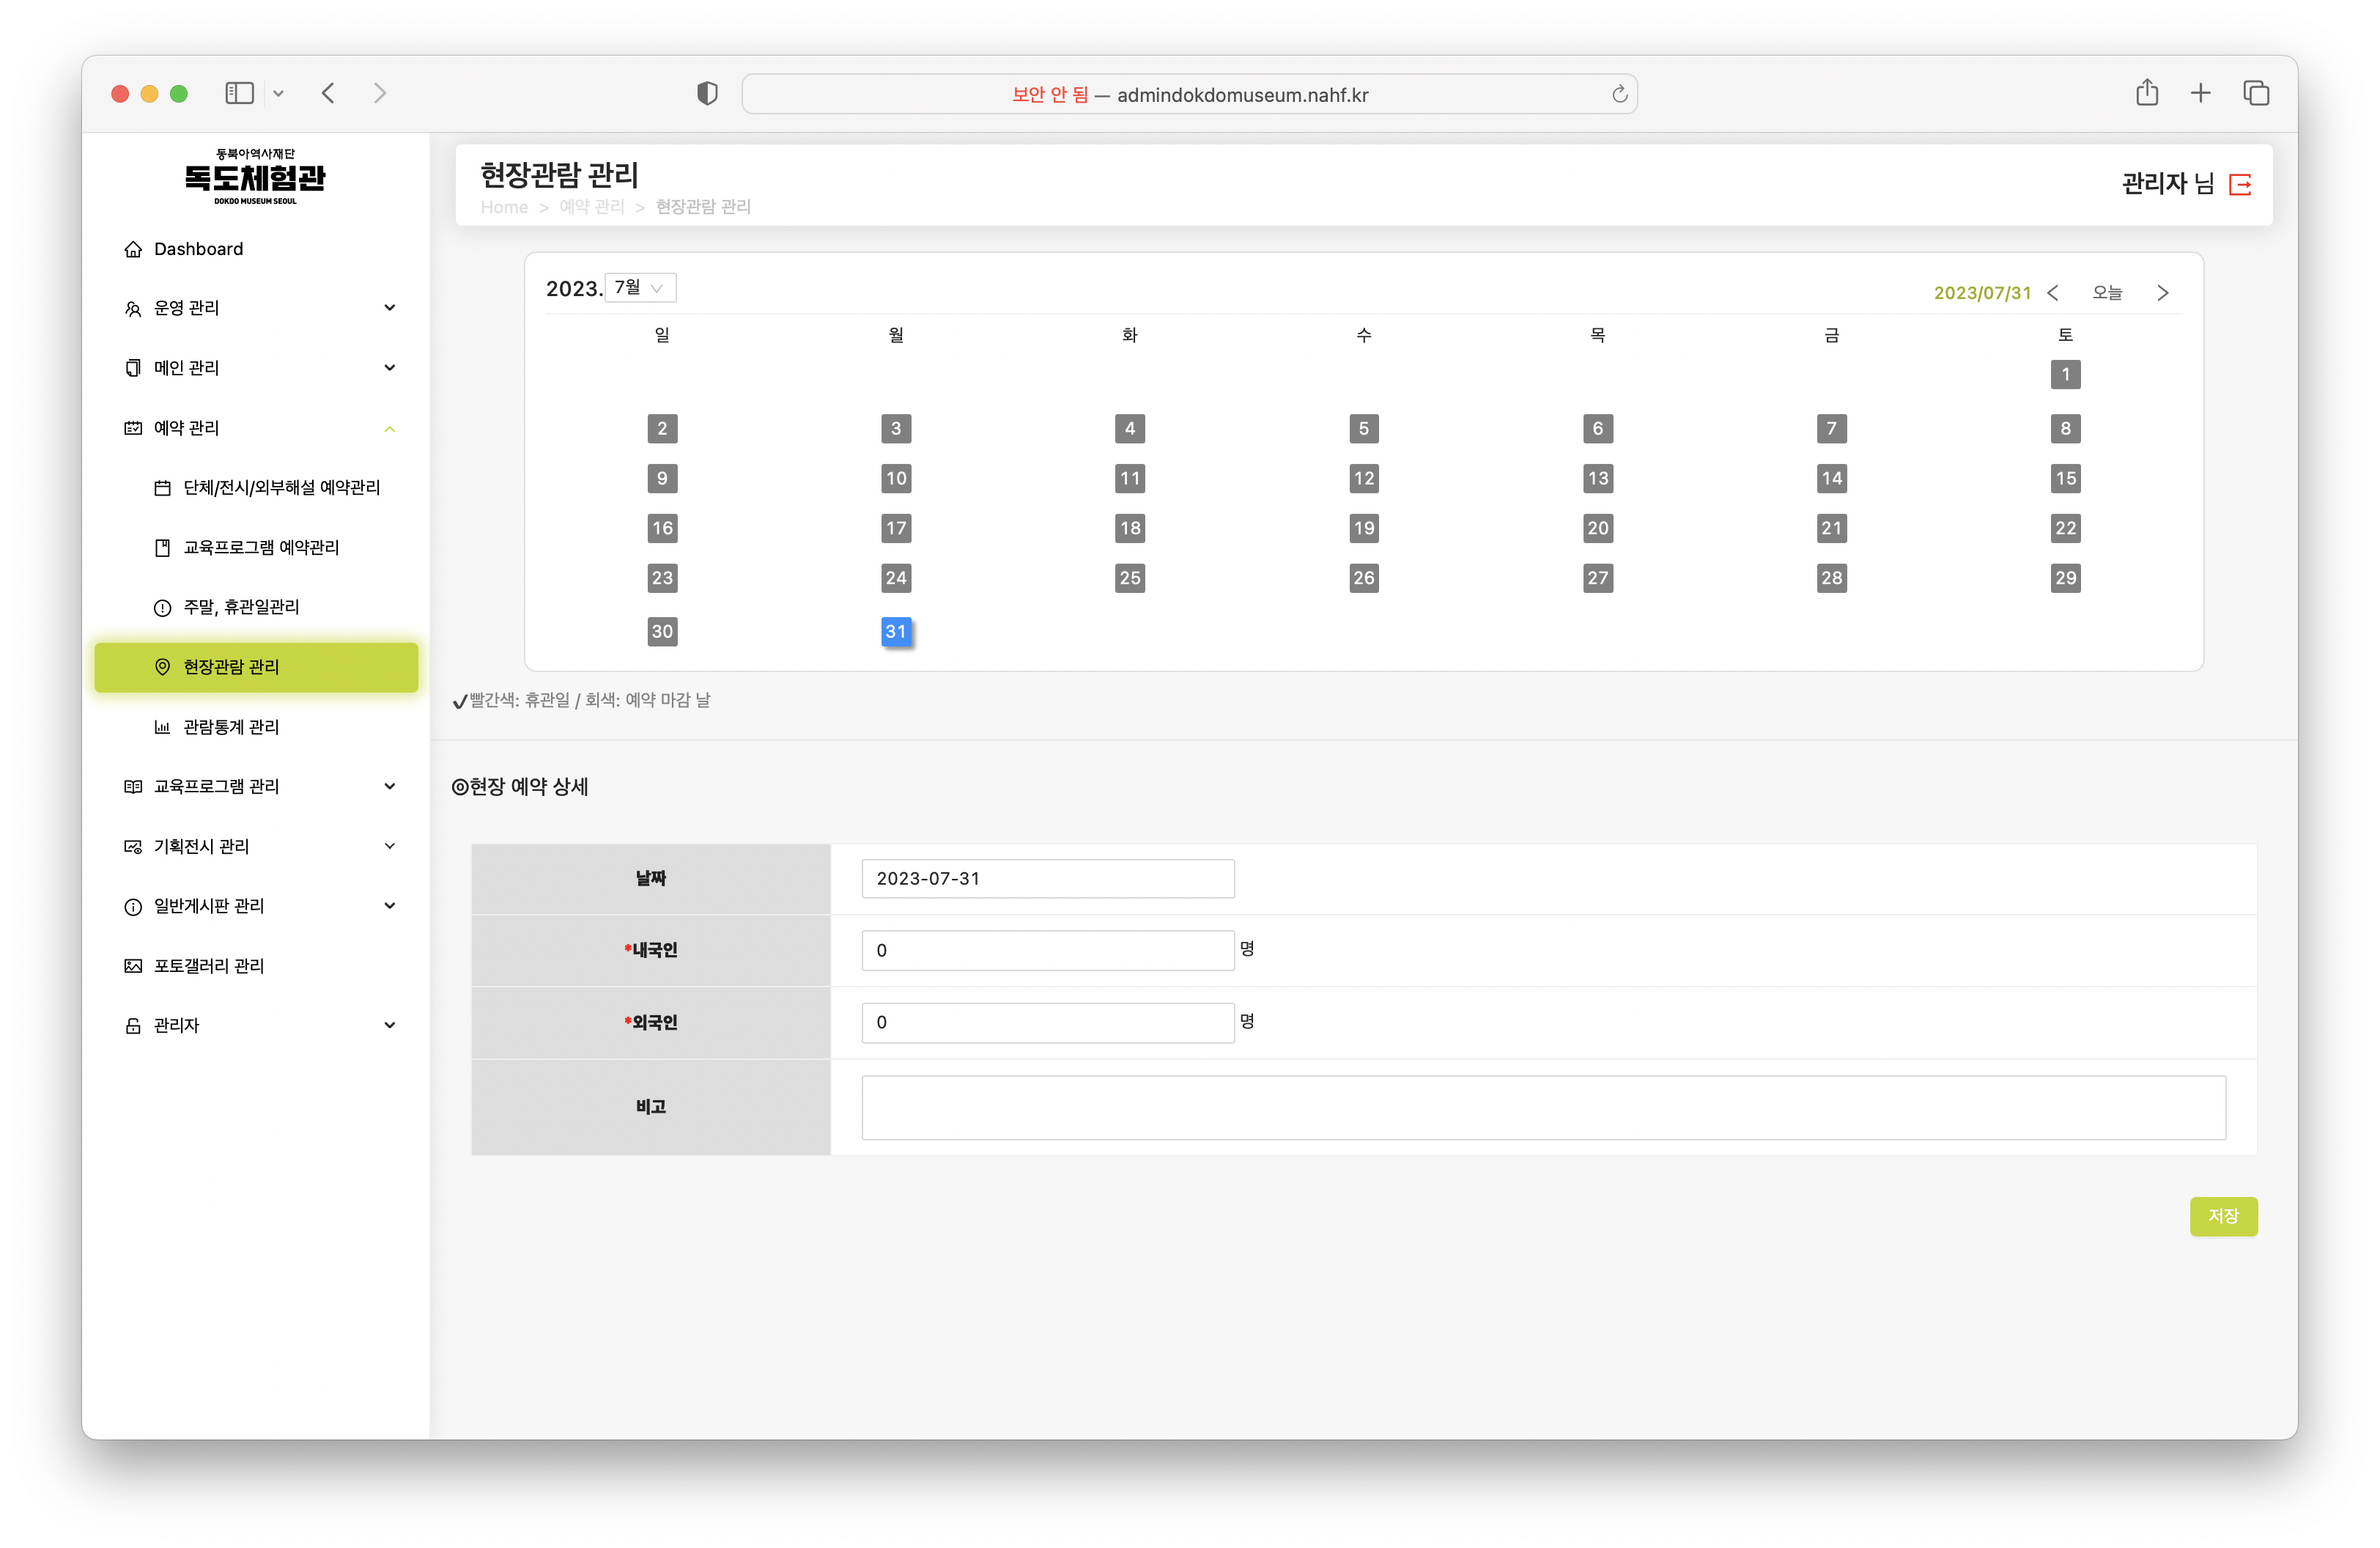 보안 안 됨 — admindokdomuseum.nahf.kr
동북아역사재단
독도체험관
DOKDO MUSEUM SEOUL
Dashboard
운영 관리
메인 관리
예약 관리
단체/전시/외부해설 예약관리
교육프로그램 예약관리
주말, 휴관일관리
현장관람 관리
관람통계 관리
교육프로그램 관리
기획전시 관리
일반게시판 관리
포토갤러리 관리
관리자
현장관람 관리
Home > 예약 관리 > 현장관람 관리
관리자 님
2023. 7월
2023/07/31 < 오늘 >
일 월 화 수 목 금 토
1
2 3 4 5 6 7 8
9 10 11 12 13 14 15
16 17 18 19 20 21 22
23 24 25 26 27 28 29
30 31
✔빨간색: 휴관일 / 회색: 예약 마감 날
◎현장 예약 상세
날짜 2023-07-31
*내국인 0 명
*외국인 0 명
비고
저장